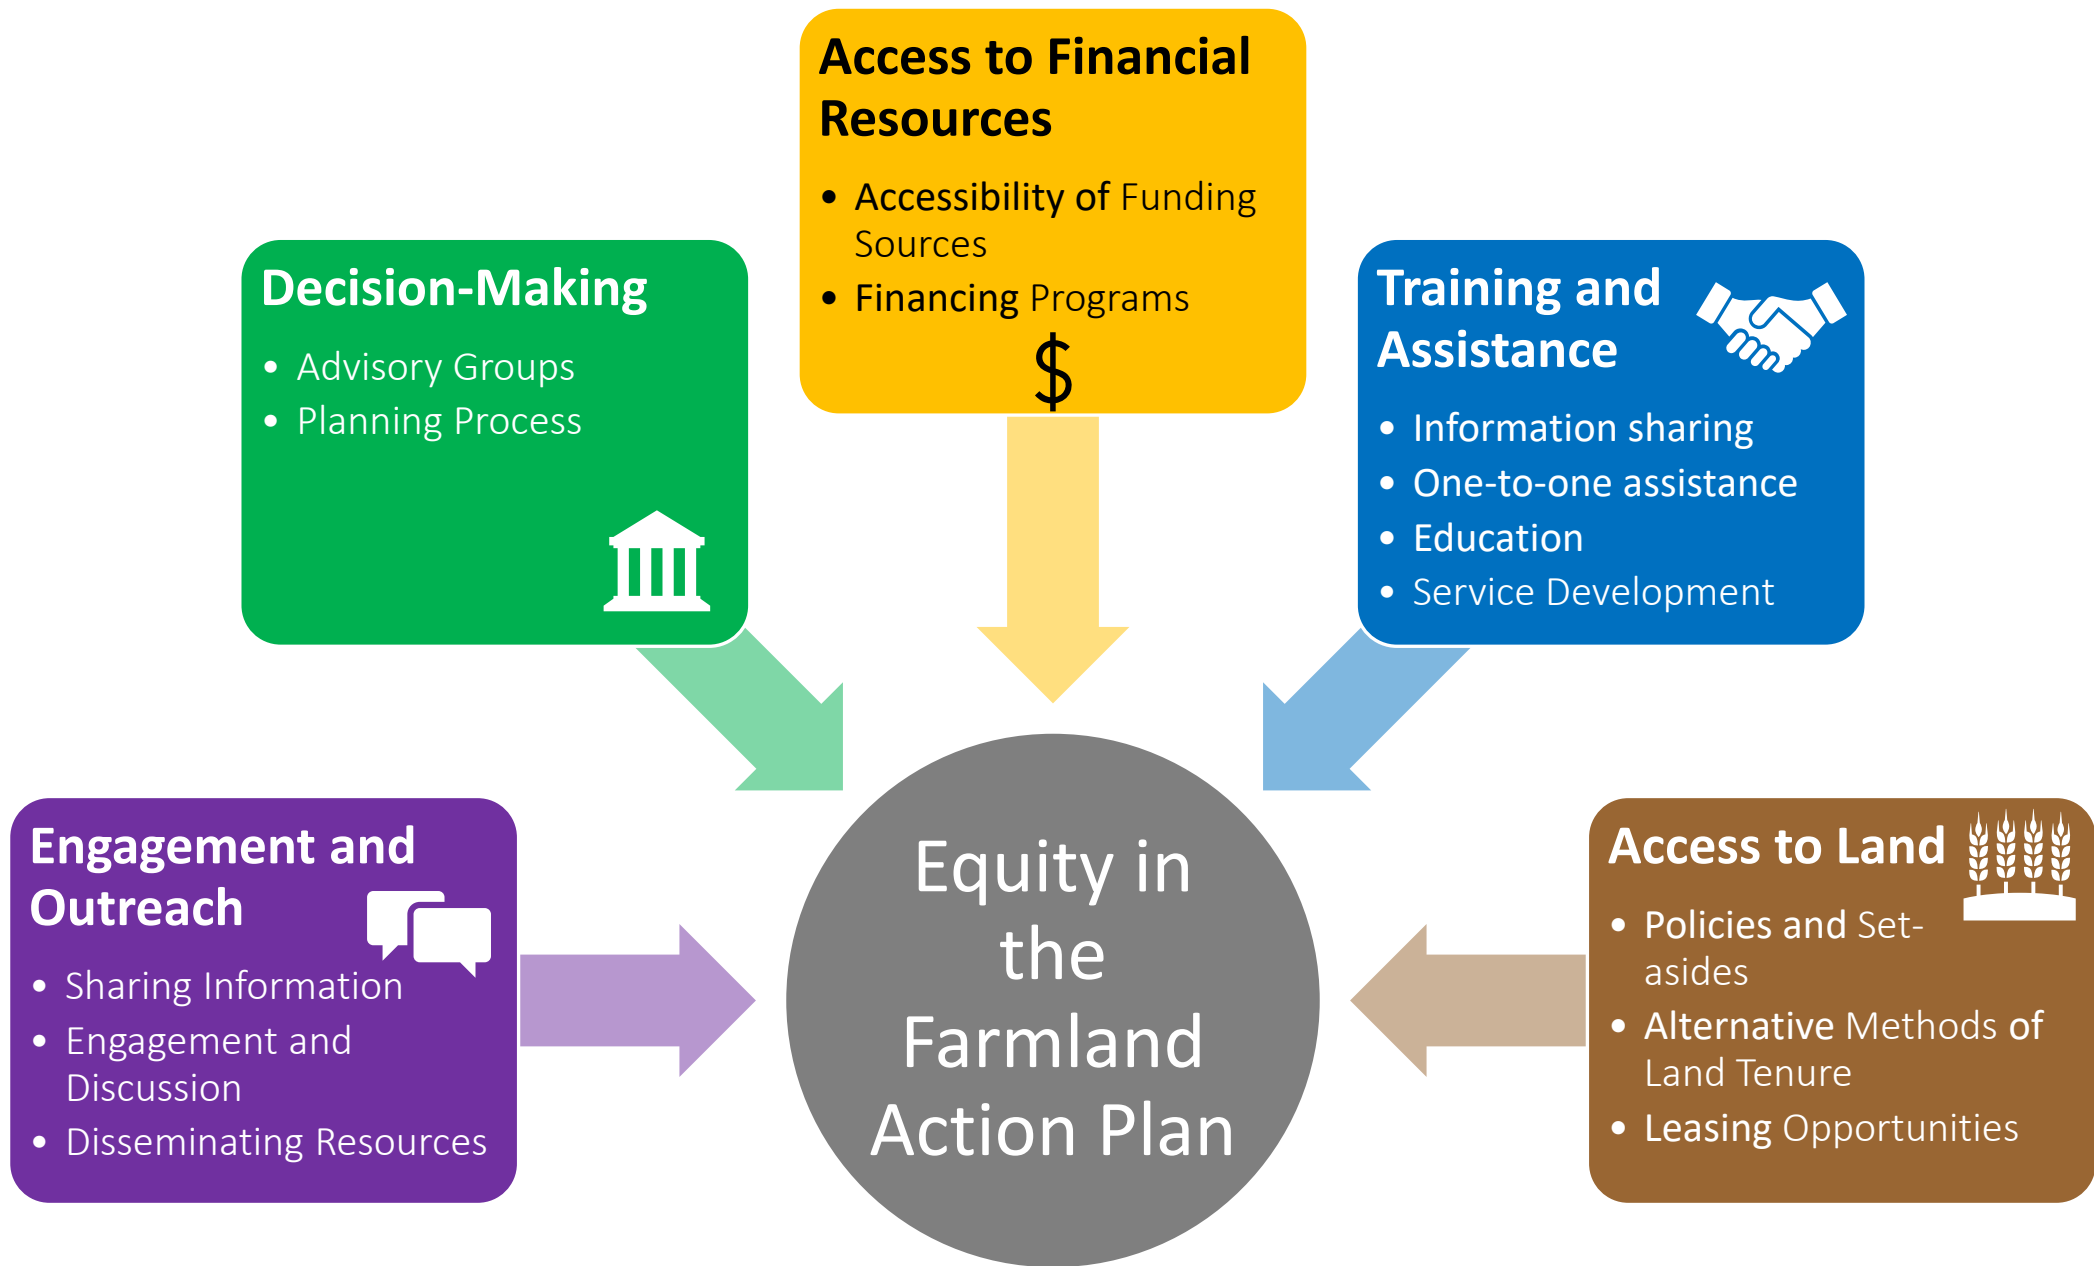 Access to Financial
Resources
• Accessibility of Funding
Sources
• Financing Programs
$
Decision-Making
• Advisory Groups
• Planning Process
Training and
Assistance
• Information sharing
• One-to-one assistance
• Education
• Service Development
Engagement and
Outreach
• Sharing Information
• Engagement and
Discussion
• Disseminating Resources
Equity in
the
Farmland
Action Plan
Access to Land
• Policies and Set-
asides
• Alternative Methods of
Land Tenure
• Leasing Opportunities